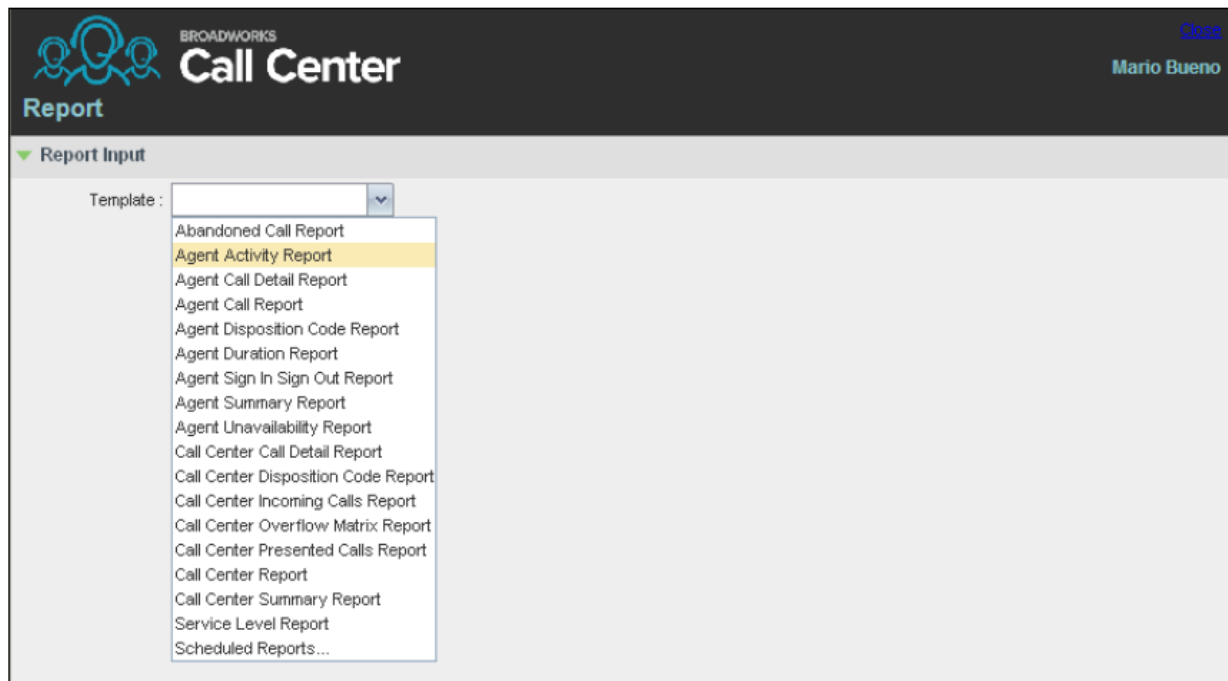 BROADWORKS
Call Center
Close
Mario Bueno
Report
Report Input
Template :
Abandoned Call Report
Agent Activity Report
Agent Call Detail Report
Agent Call Report
Agent Disposition Code Report
Agent Duration Report
Agent Sign In Sign Out Report
Agent Summary Report
Agent Unavailability Report
Call Center Call Detail Report
Call Center Disposition Code Report
Call Center Incoming Calls Report
Call Center Overflow Matrix Report
Call Center Presented Calls Report
Call Center Report
Call Center Summary Report
Service Level Report
Scheduled Reports...